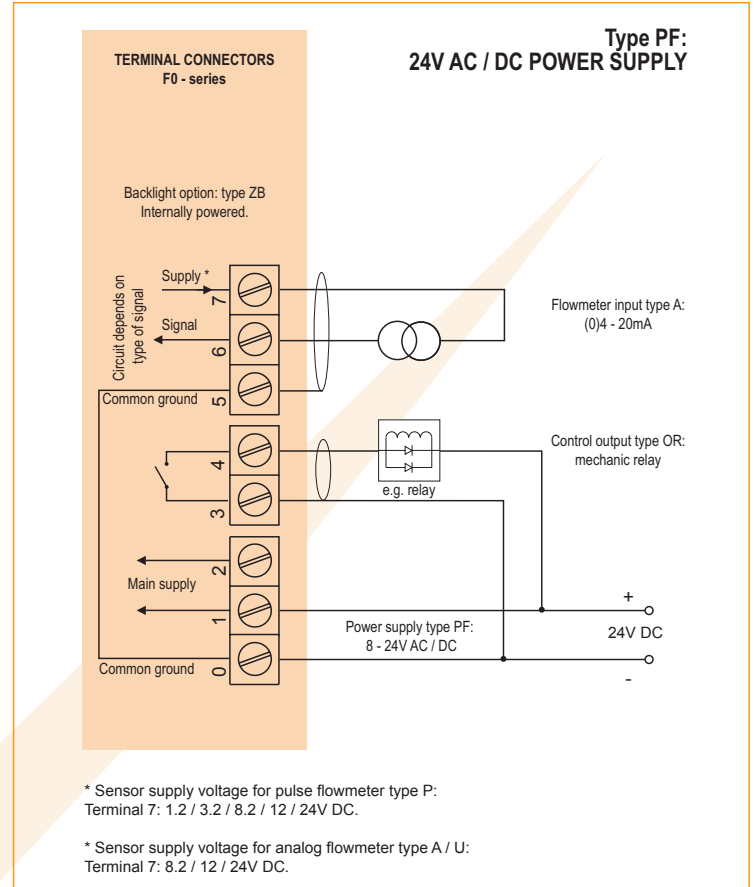 Type PF:
24V AC / DC POWER SUPPLY
TERMINAL CONNECTORS
F0 - series
Backlight option: type ZB
Internally powered.
Circuit depends on
type of signal
Supply *
7
Signal
6
Common ground
5
Flowmeter input type A:
(0)4 - 20mA
4
3
e.g. relay
Control output type OR:
mechanic relay
2
Main supply
1
Common ground
0
Power supply type PF:
8 - 24V AC / DC
+
24V DC
-
* Sensor supply voltage for pulse flowmeter type P:
Terminal 7: 1.2 / 3.2 / 8.2 / 12 / 24V DC.
* Sensor supply voltage for analog flowmeter type A / U:
Terminal 7: 8.2 / 12 / 24V DC.